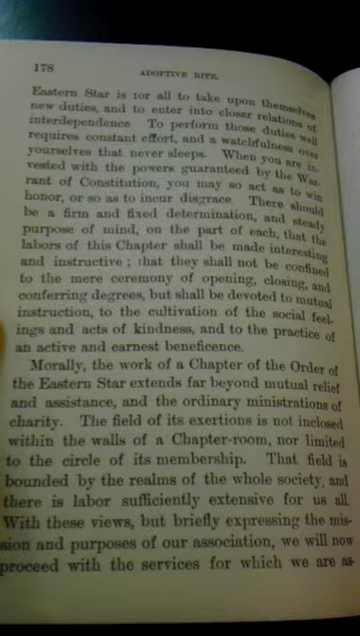 178
ADOPTIVE RITE.
Eastern Star is for all to take upon themselves
new duties, and to enter into closer relations of
interdependence. To perform those duties well
requires constant effort, and a watchfulness over
yourselves that never sleeps. When you are in-
vested with the powers guaranteed by the War-
rant of Constitution, you may so act as to win
honor, or so as to incur disgrace. There should
be a firm and fixed determination, and steady
purpose of mind, on the part of each, that the
labors of this Chapter shall be made interesting
and instructive; that they shall not be confined
to the mere ceremony of opening, closing, and
conferring degrees, but shall be devoted to mutual
instruction, to the cultivation of the social feel-
ings and acts of kindness, and to the practice of
an active and earnest beneficence.
Morally, the work of a Chapter of the Order of
the Eastern Star extends far beyond mutual relief
and assistance, and the ordinary ministrations of
charity. The field of its exertions is not inclosed
within the walls of a Chapter-room, nor limited
to the circle of its membership. That field is
bounded by the realms of the whole society, and
there is labor sufficiently extensive for us all.
With these views, but briefly expressing the mis-
sion and purposes of our association, we will now
proceed with the services for which we are as-